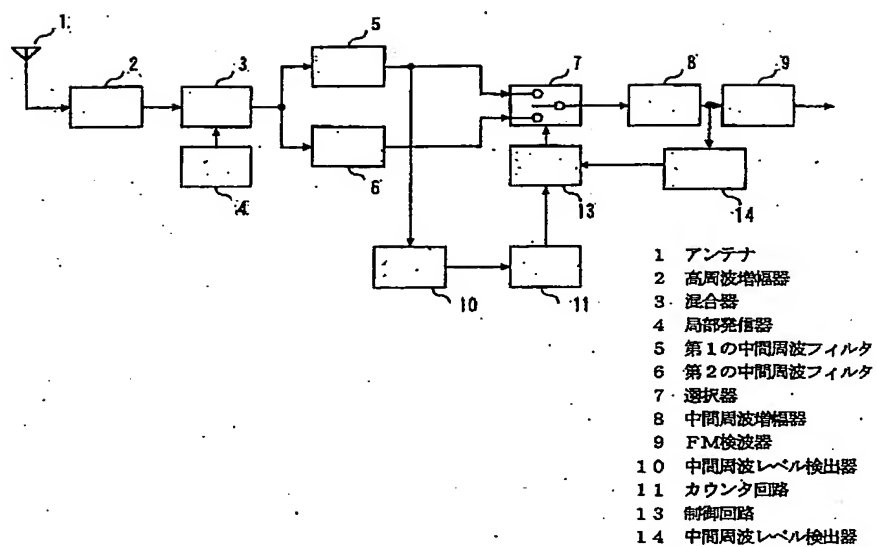 1
2
3
4
5
6
7
8
9
10
11
13
14
1 アンテナ
2 高周波増幅器
3 混合器
4 局部発信器
5 第1の中間周波フィルタ
6 第2の中間周波フィルタ
7 選択器
8 中間周波増幅器
9 FM検波器
10 中間周波レベル検出器
11 カウンタ回路
13 制御回路
14 中間周波レベル検出器